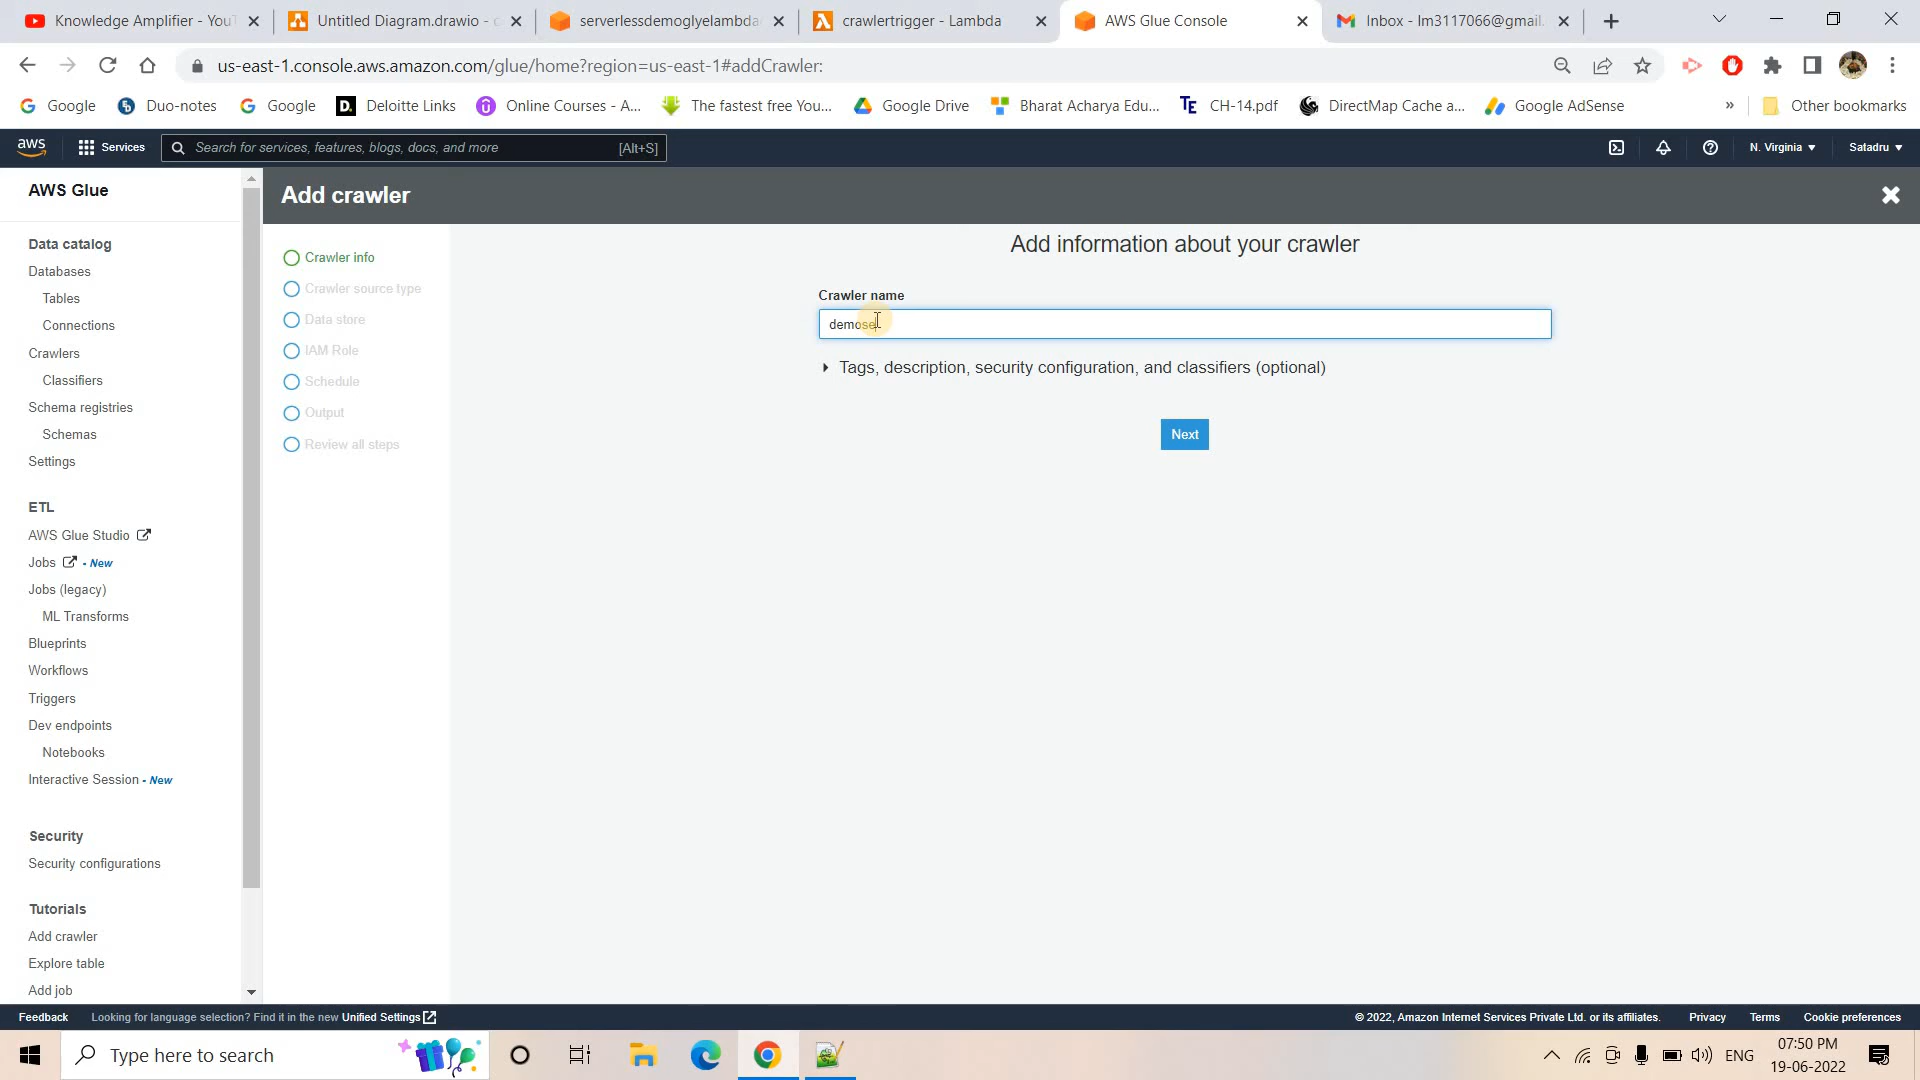 Knowledge Amplifier - YouT
Untitled Diagram.drawio -
serverlessdemoglyelambda
crawlertrigger - Lambda
AWS Glue Console
Inbox - lm3117066@gmail.
us-east-1.console.aws.amazon.com/glue/home?region=us-east-1#addCrawler:
Google
Duo-notes
Google
Deloitte Links
Online Courses - A...
The fastest free You...
Google Drive
Bharat Acharya Edu...
CH-14.pdf
DirectMap Cache a...
Google AdSense
»
Other bookmarks
aws
Services
Search for services, features, blogs, docs, and more
[Alt+S]
N. Virginia
Satadru
AWS Glue
Data catalog
Databases
Tables
Connections
Crawlers
Classifiers
Schema registries
Schemas
Settings
ETL
AWS Glue Studio
Jobs - New
Jobs (legacy)
ML Transforms
Blueprints
Workflows
Triggers
Dev endpoints
Notebooks
Interactive Session - New
Security
Security configurations
Tutorials
Add crawler
Explore table
Add job
Add crawler
Crawler info
Crawler source type
Data store
IAM Role
Schedule
Output
Review all steps
Add information about your crawler
Crawler name
demose
Tags, description, security configuration, and classifiers (optional)
Next
Feedback
Looking for language selection? Find it in the new Unified Settings
© 2022, Amazon Internet Services Private Ltd. or its affiliates.
Privacy
Terms
Cookie preferences
Type here to search
ENG
07:50 PM
19-06-2022